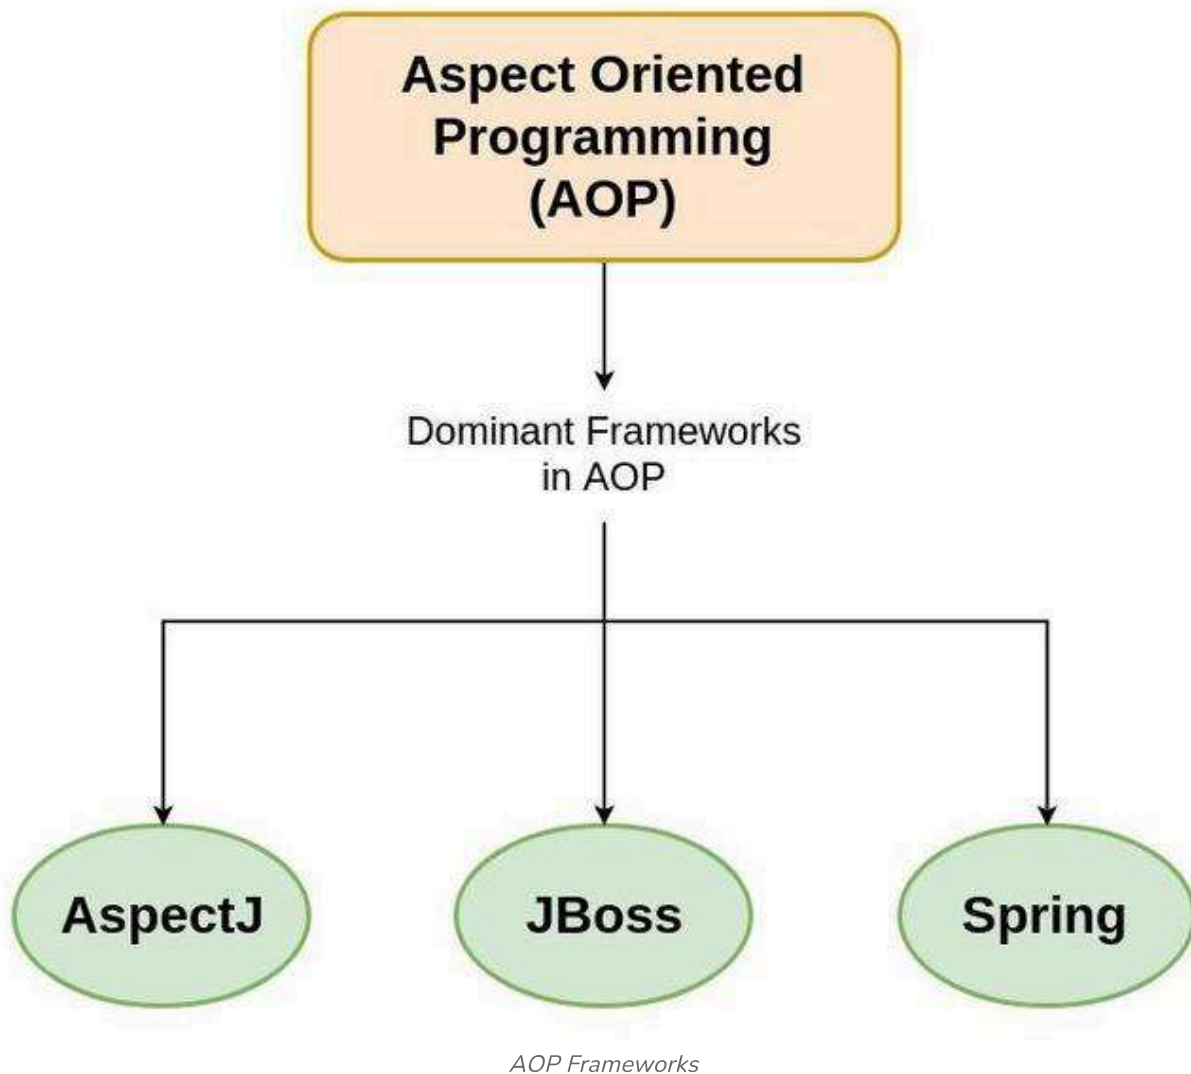 Aspect Oriented
Programming
(AOP)
Dominant Frameworks
in AOP
AspectJ
JBoss
Spring
AOP Frameworks